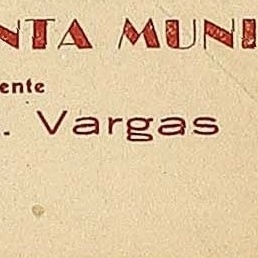 NTA MUNI
ente
. Vargas